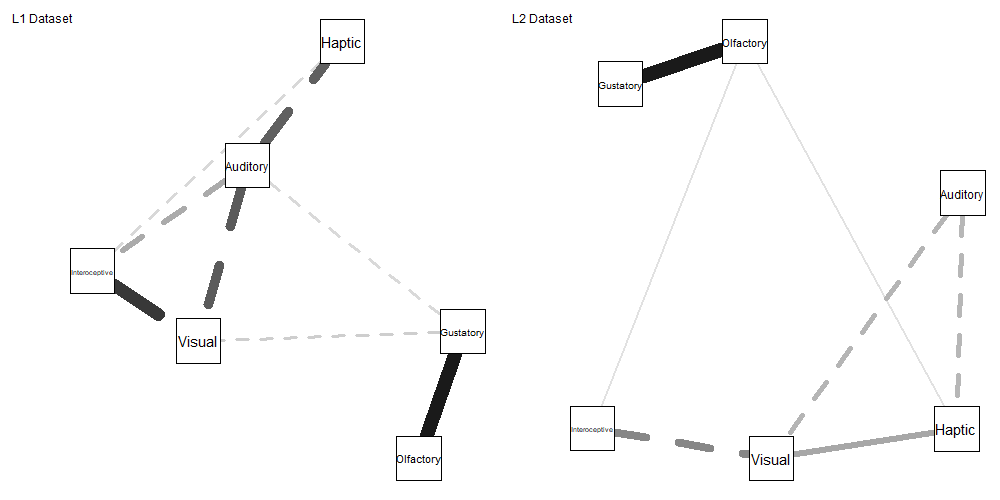 L1 Dataset
Haptic
Auditory
Interoceptive
Visual
Gustatory
Olfactory
L2 Dataset
Olfactory
Gustatory
Auditory
Interoceptive
Visual
Haptic